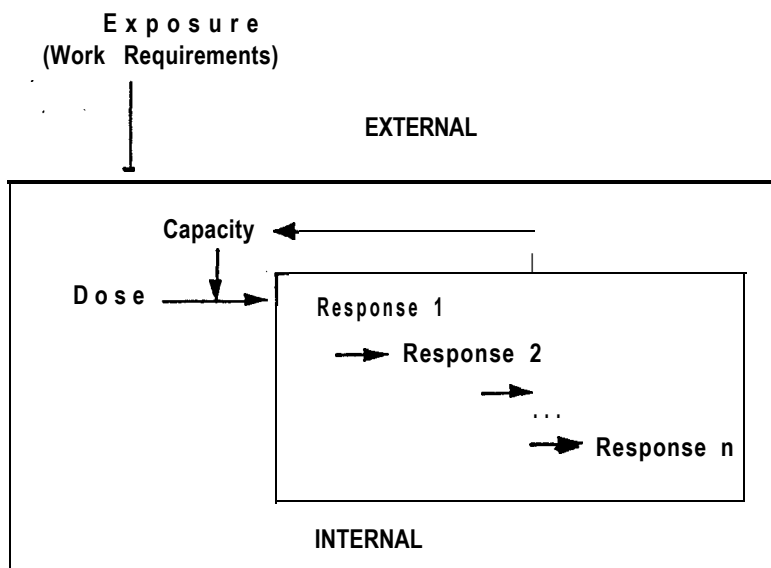 Exposure
(Work Requirements)
EXTERNAL
Capacity
Dose
Response 1
Response 2
...
Response n
INTERNAL